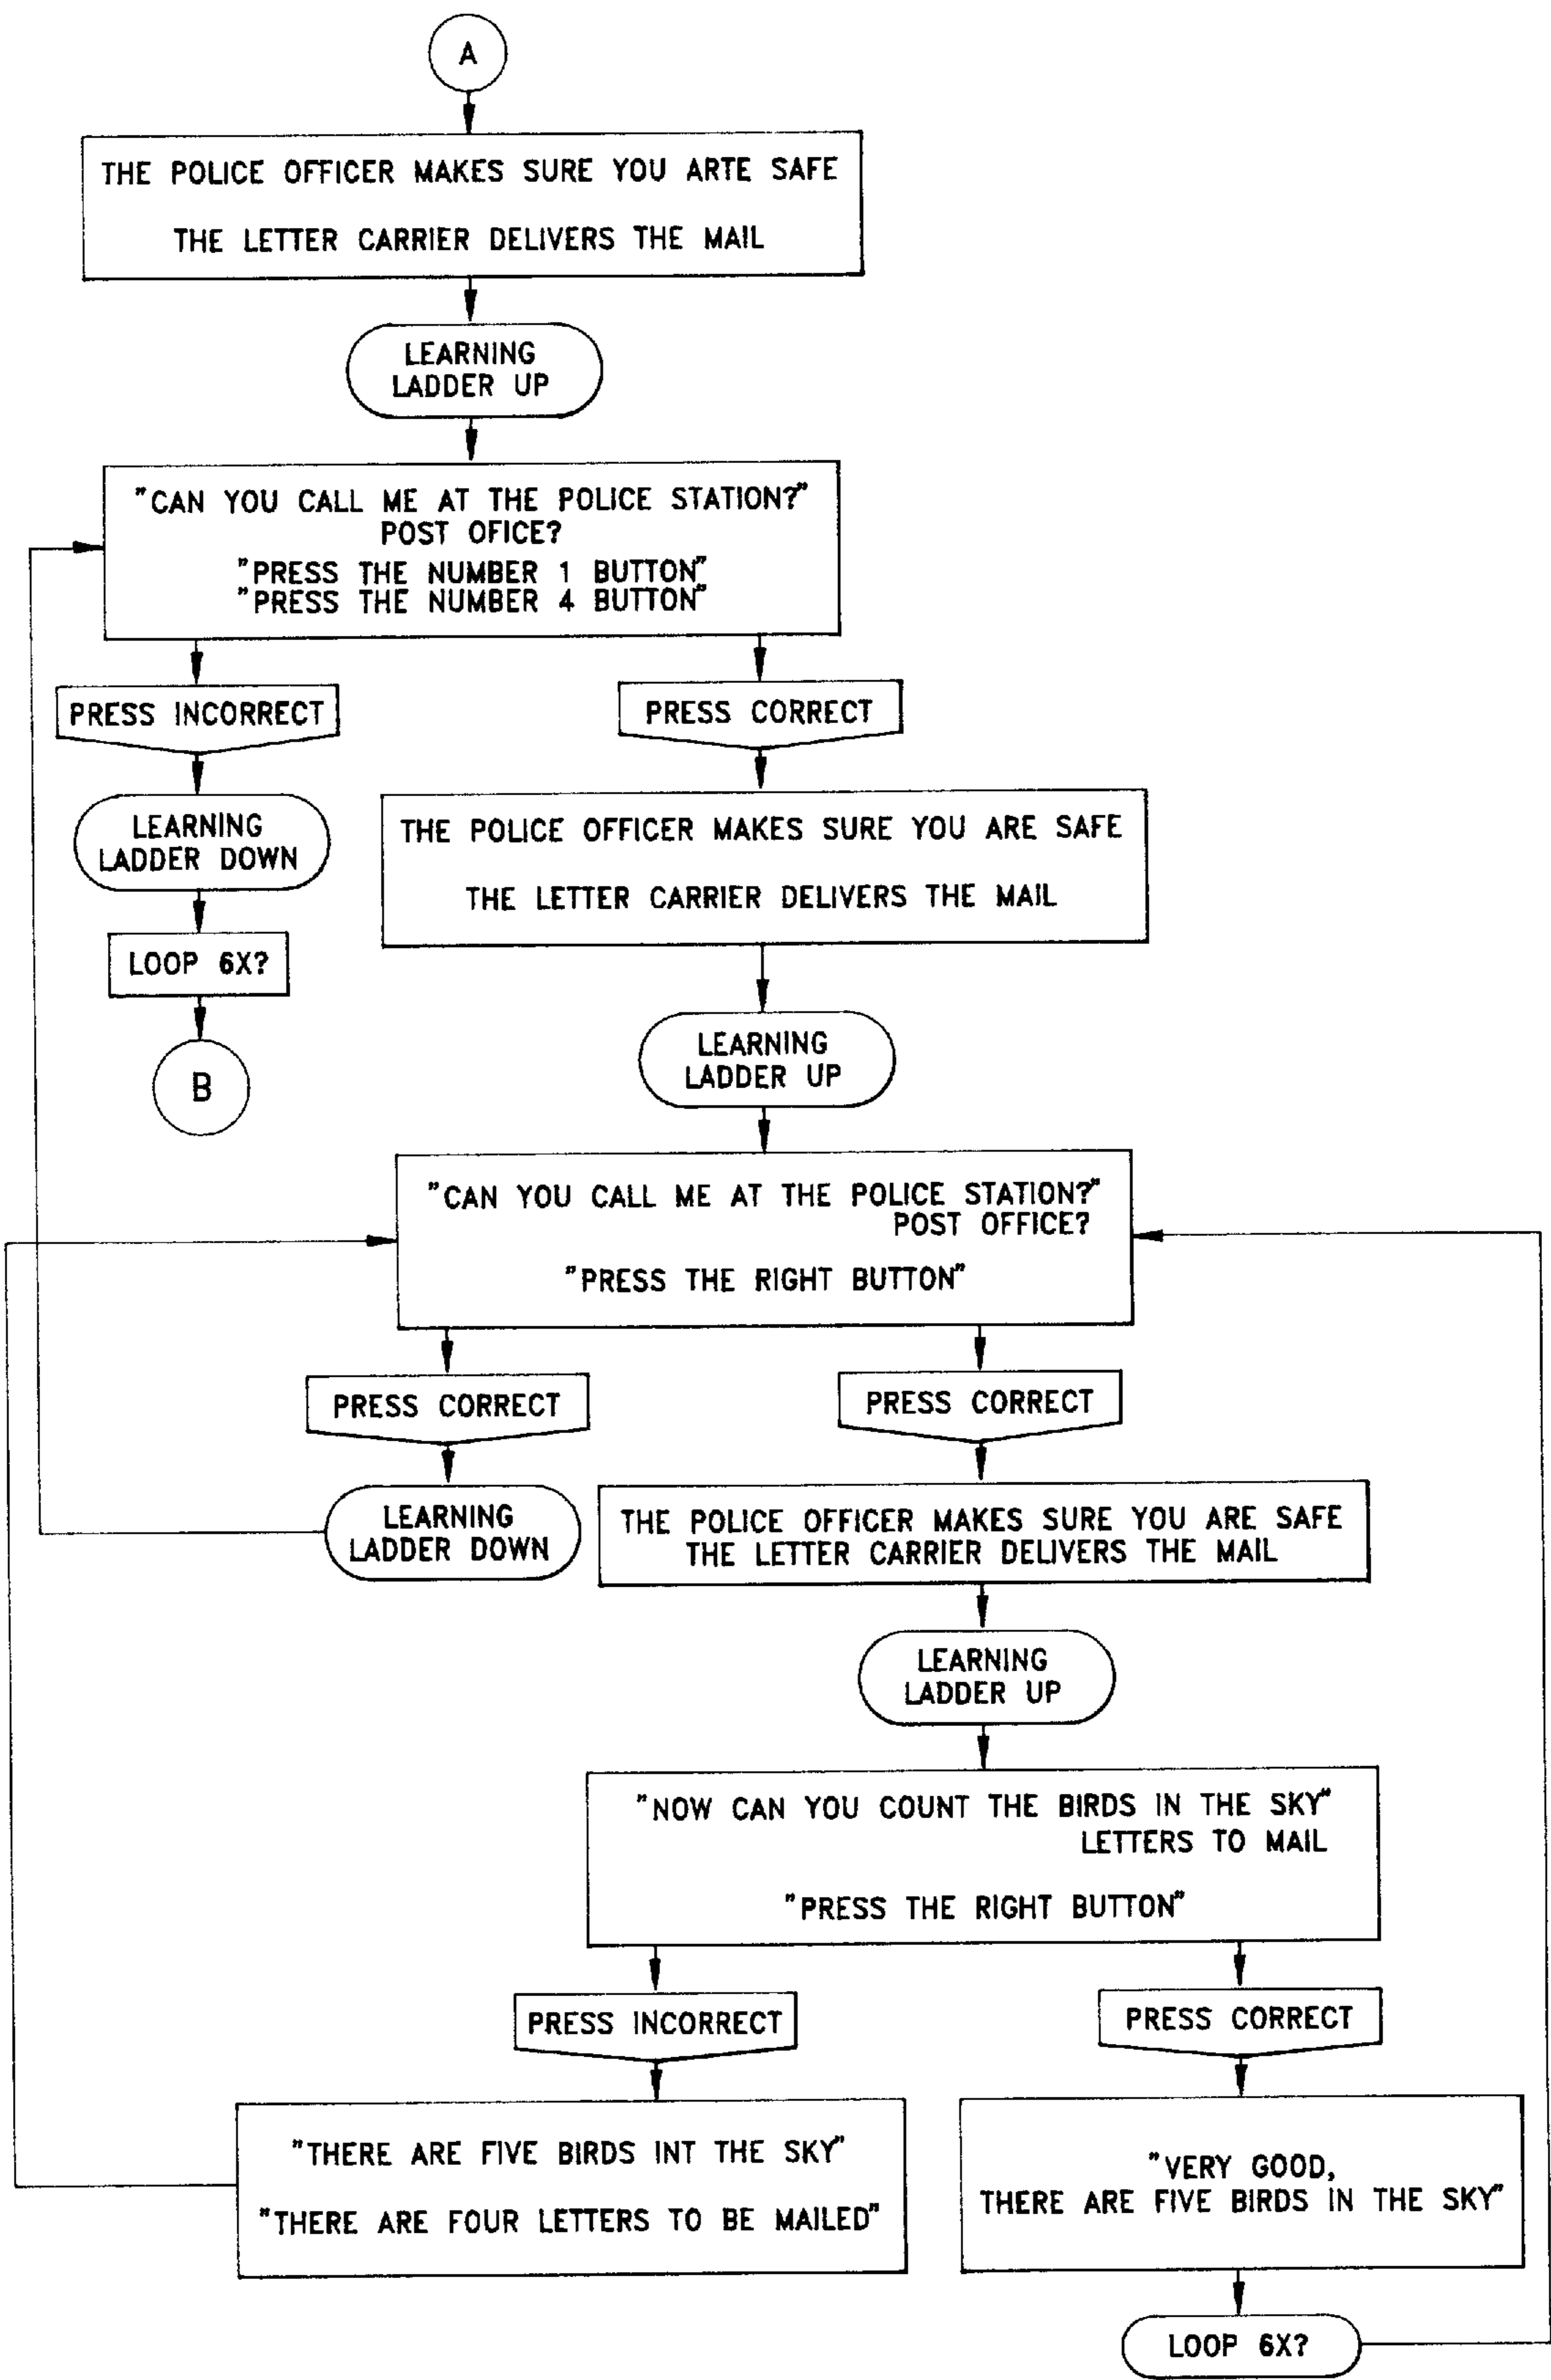 A
THE POLICE OFFICER MAKES SURE YOU ARTE SAFE
THE LETTER CARRIER DELIVERS THE MAIL
LEARNING
LADDER UP
"CAN YOU CALL ME AT THE POLICE STATION?"
POST OFICE?
"PRESS THE NUMBER 1 BUTTON"
"PRESS THE NUMBER 4 BUTTON"
PRESS INCORRECT
PRESS CORRECT
LEARNING
LADDER DOWN
THE POLICE OFFICER MAKES SURE YOU ARE SAFE
THE LETTER CARRIER DELIVERS THE MAIL
LOOP 6X?
B
LEARNING
LADDER UP
"CAN YOU CALL ME AT THE POLICE STATION?"
POST OFFICE?
"PRESS THE RIGHT BUTTON"
PRESS CORRECT
PRESS CORRECT
LEARNING
LADDER DOWN
THE POLICE OFFICER MAKES SURE YOU ARE SAFE
THE LETTER CARRIER DELIVERS THE MAIL
LEARNING
LADDER UP
"NOW CAN YOU COUNT THE BIRDS IN THE SKY"
LETTERS TO MAIL
"PRESS THE RIGHT BUTTON"
PRESS INCORRECT
PRESS CORRECT
"THERE ARE FIVE BIRDS INT THE SKY"
"THERE ARE FOUR LETTERS TO BE MAILED"
"VERY GOOD,
THERE ARE FIVE BIRDS IN THE SKY"
LOOP 6X?